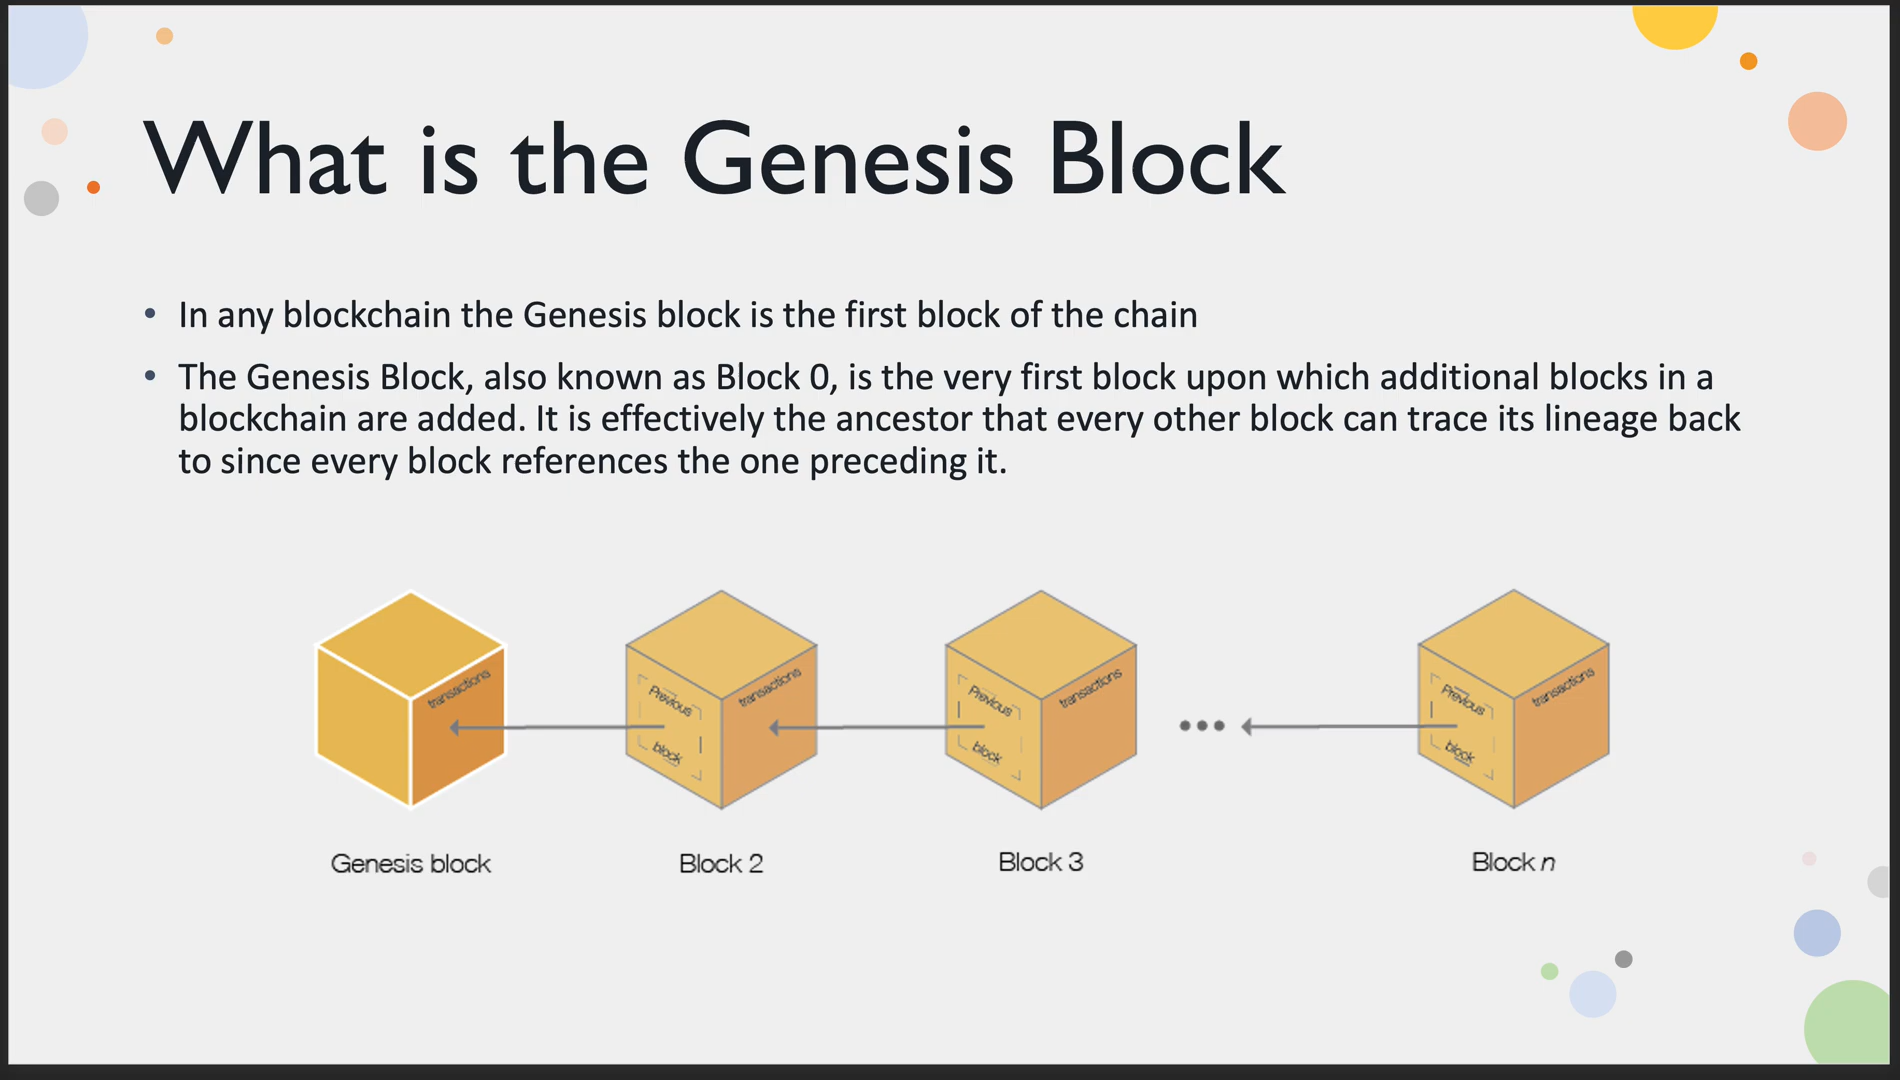 What is the Genesis Block
• In any blockchain the Genesis block is the first block of the chain
• The Genesis Block, also known as Block 0, is the very first block upon which additional blocks in a
blockchain are added. It is effectively the ancestor that every other block can trace its lineage back
to since every block references the one preceding it.
transactions
Previous
block
transactions
Previous
block
transactions
•••
Previous
block
transactions
Genesis block
Block 2
Block 3
Block n